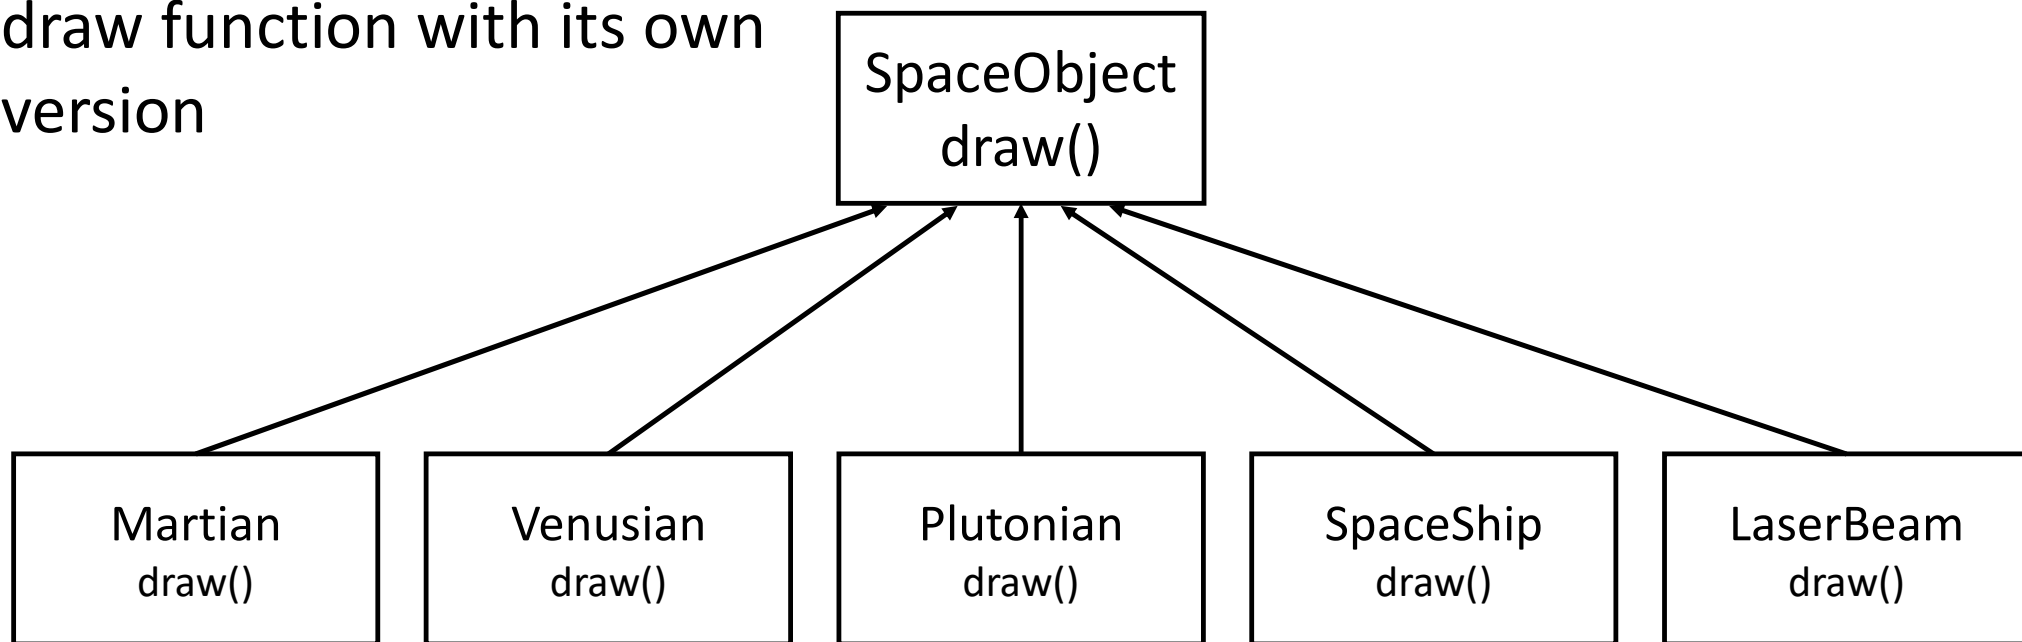 draw function with its own
version
SpaceObject
draw()
Martian
draw()
Venusian
draw()
Plutonian
draw()
SpaceShip
draw()
LaserBeam
draw()